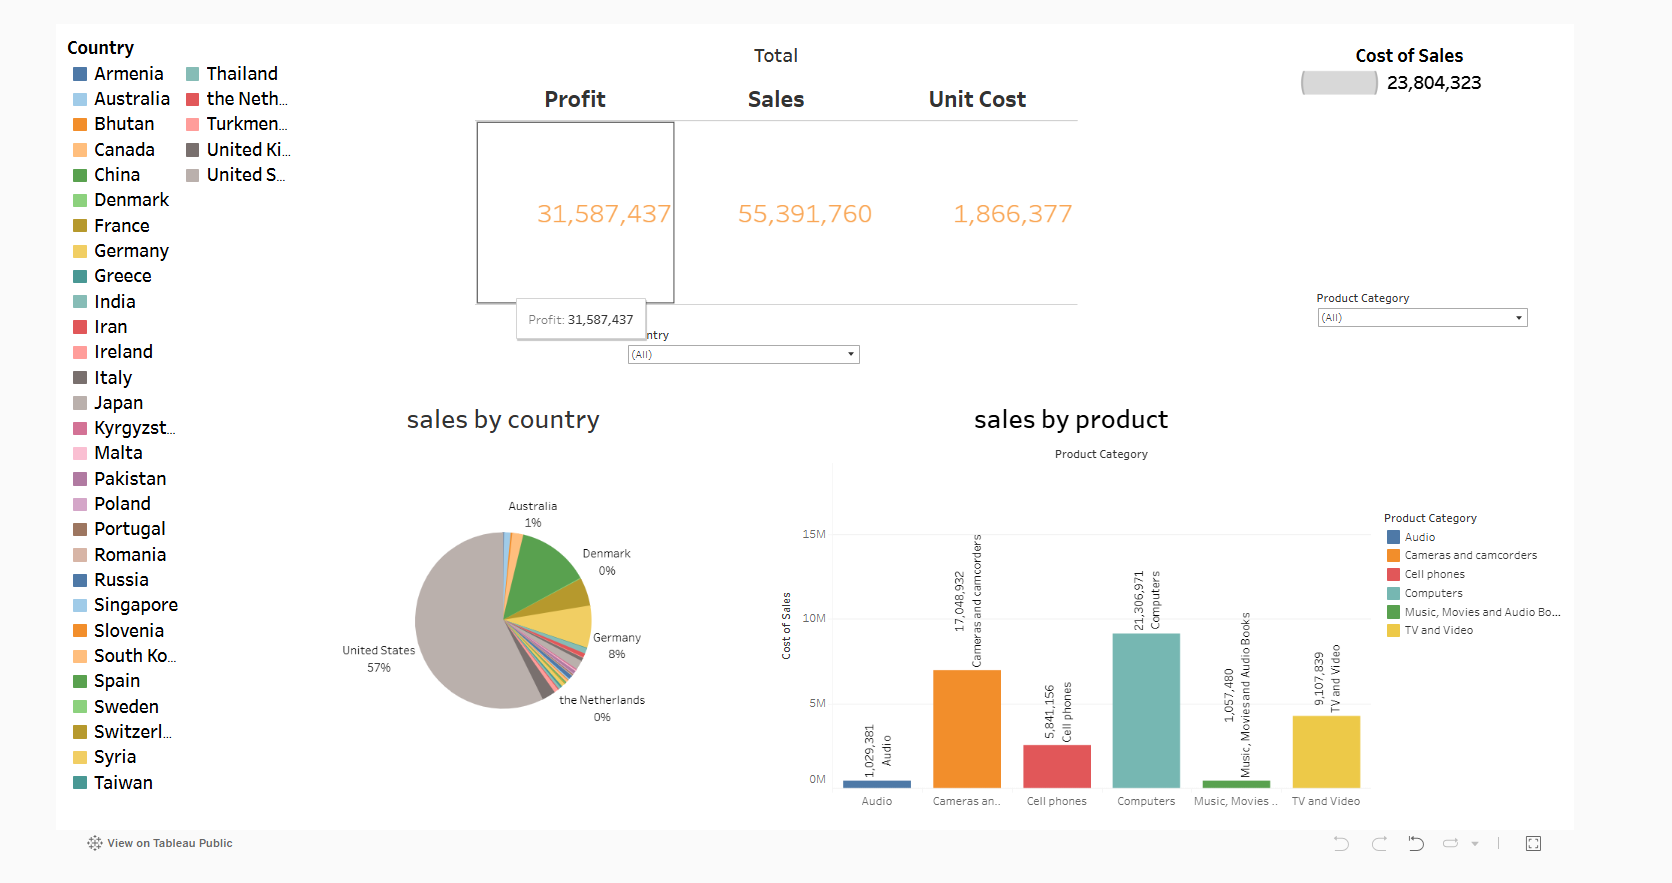 Country
Armenia
Australia
Bhutan
Canada
China
Denmark
France
Germany
Greece
India
Iran
Ireland
Italy
Japan
Kyrgyzst...
Malta
Pakistan
Poland
Portugal
Romania
Russia
Singapore
Slovenia
South Ko...
Spain
Sweden
Switzerl...
Syria
Taiwan
Thailand
the Neth...
Turkmen...
United Ki...
United S...
Total
Profit Sales Unit Cost
31,587,437 55,391,760 1,866,377
Profit: 31,587,437
ntry
(All)
Cost of Sales
23,804,323
Product Category
(All)
sales by country
Australia
1%
Denmark
0%
Germany
8%
the Netherlands
0%
United States
57%
sales by product
Product Category
Cost of Sales
15M
10M
5M
0M
1,029,381
Audio
17,048,932
Cameras and camcorders
5,841,156
Cell phones
21,306,971
Computers
1,057,480
Music, Movies and Audio Books
9,107,839
TV and Video
Audio
Cameras an..
Cell phones
Computers
Music, Movies ..
TV and Video
Product Category
Audio
Cameras and camcorders
Cell phones
Computers
Music, Movies and Audio Bo...
TV and Video
View on Tableau Public